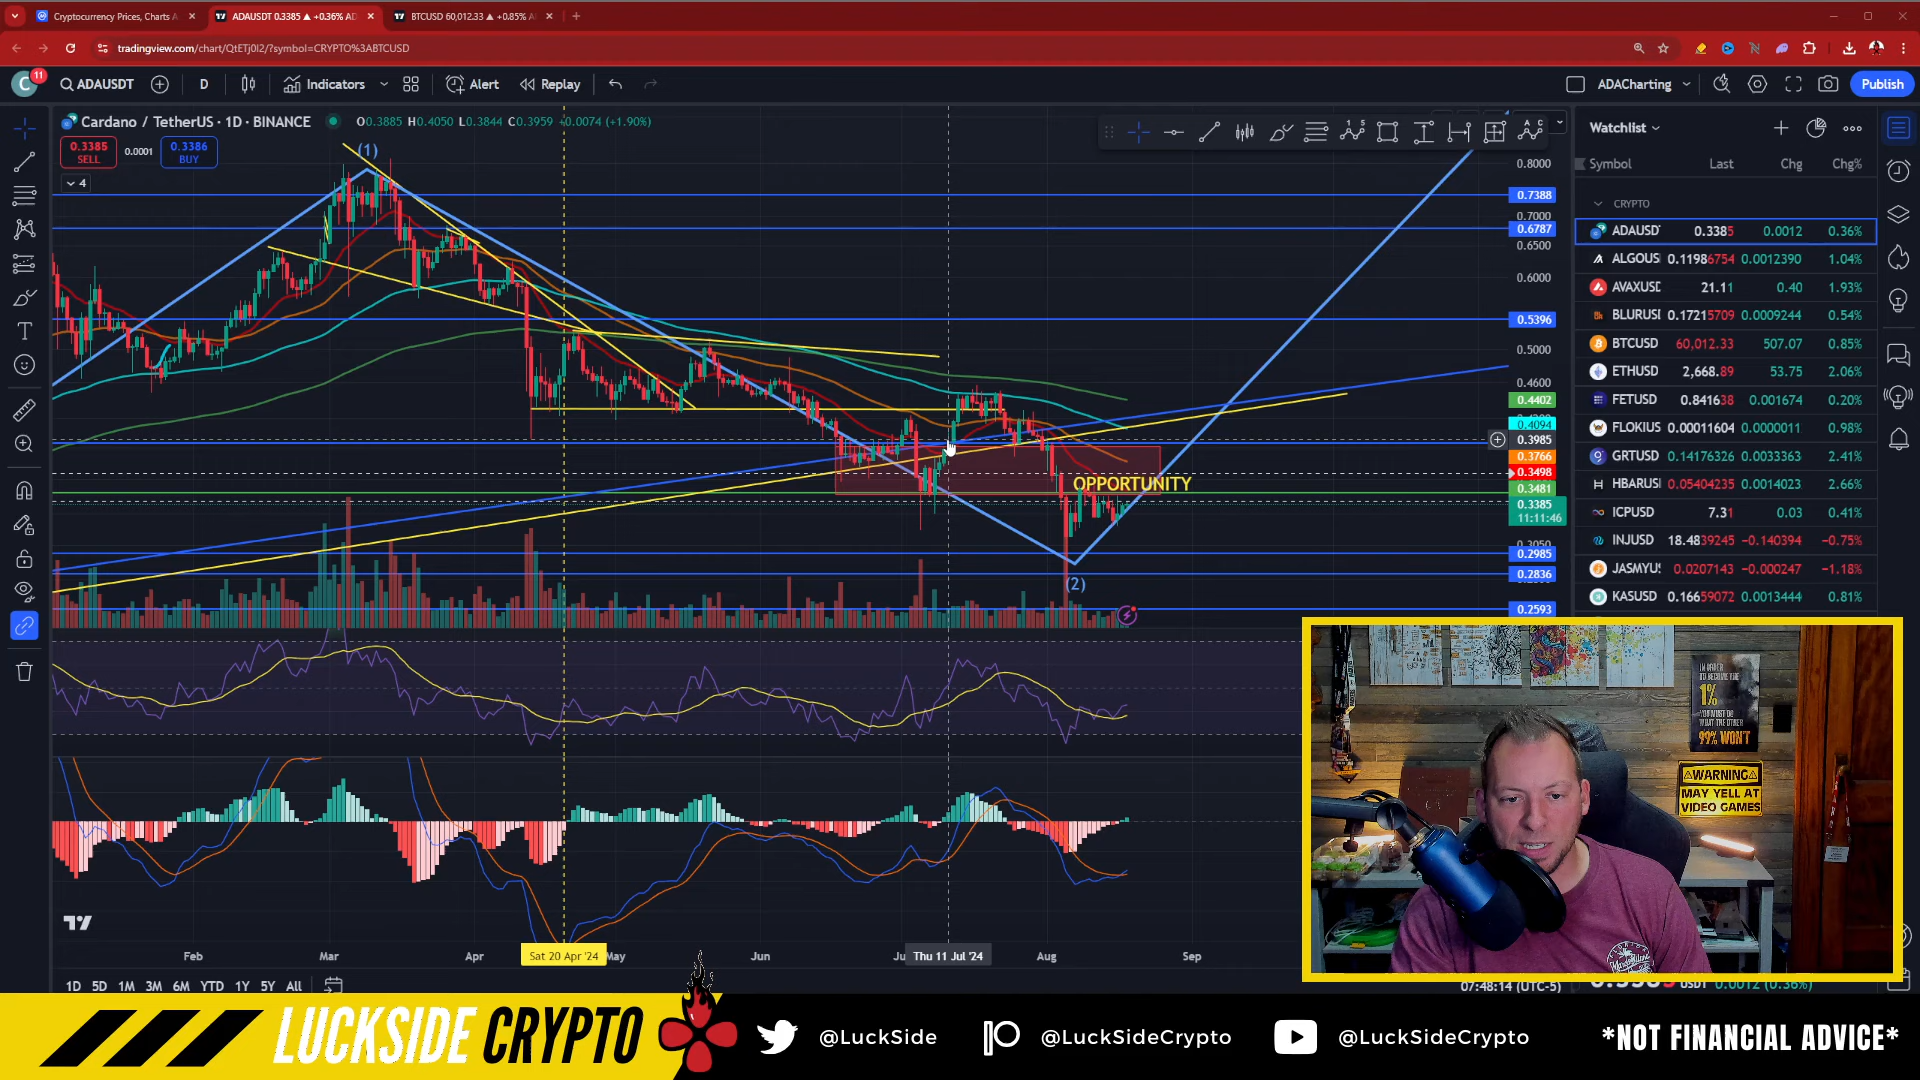 Cryptocurrency Prices, Charts A
ADAUSDT 0.3385 ▲ +0.36% AD
BTCUSD 60,012.33 ▲ +0.85% A
tradingview.com/chart/QtETj0I2/?symbol=CRYPTO%3ABTCUSD
C
11
ADAUSDT
D
Indicators
Alert
Replay
ADACharting
Publish
Cardano / TetherUS · 1D · BINANCE
O0.3885 H0.4050 L0.3844 C0.3959 +0.0074 (+1.90%)
0.3385
SELL
0.0001
0.3386
BUY
4
(1)
OPPORTUNITY
(2)
0.8000
0.7388
0.7000
0.6787
0.6500
0.6000
0.5396
0.5000
0.4600
0.4402
0.4094
0.3985
0.3766
0.3498
0.3481
0.3385
11:11:46
0.3050
0.2985
0.2836
0.2593
Watchlist
Symbol Last Chg Chg%
CRYPTO
ADAUSD 0.3385 0.0012 0.36%
ALGOUS 0.11986754 0.0012390 1.04%
AVAXUSD 21.11 0.40 1.93%
BLURUSI 0.17215709 0.0009244 0.54%
BTCUSD 60,012.33 507.07 0.85%
ETHUSD 2,668.89 53.75 2.06%
FETUSD 0.841638 0.001674 0.20%
FLOKIUS 0.00011604 0.0000011 0.98%
GRTUSD 0.14176326 0.0033363 2.41%
HBARUSI 0.05404235 0.0014023 2.66%
ICPUSD 7.31 0.03 0.41%
INJUSD 18.4839245 −0.140394 −0.75%
JASMYU 0.0207143 −0.000247 −1.18%
KASUSD 0.16659072 0.0013444 0.81%
1%
99% WON'T
⚠WARNING⚠
MAY YELL AT
VIDEO GAMES
Feb Mar Apr Sat 20 Apr '24 May Jun Ju Thu 11 Jul '24 Aug Sep
1D 5D 1M 3M 6M YTD 1Y 5Y All
07:48:14 (UTC-5)
USDT 0.0012 (0.36%)
LUCKSIDE CRYPTO
@LuckSide
@LuckSideCrypto
@LuckSideCrypto
*NOT FINANCIAL ADVICE*